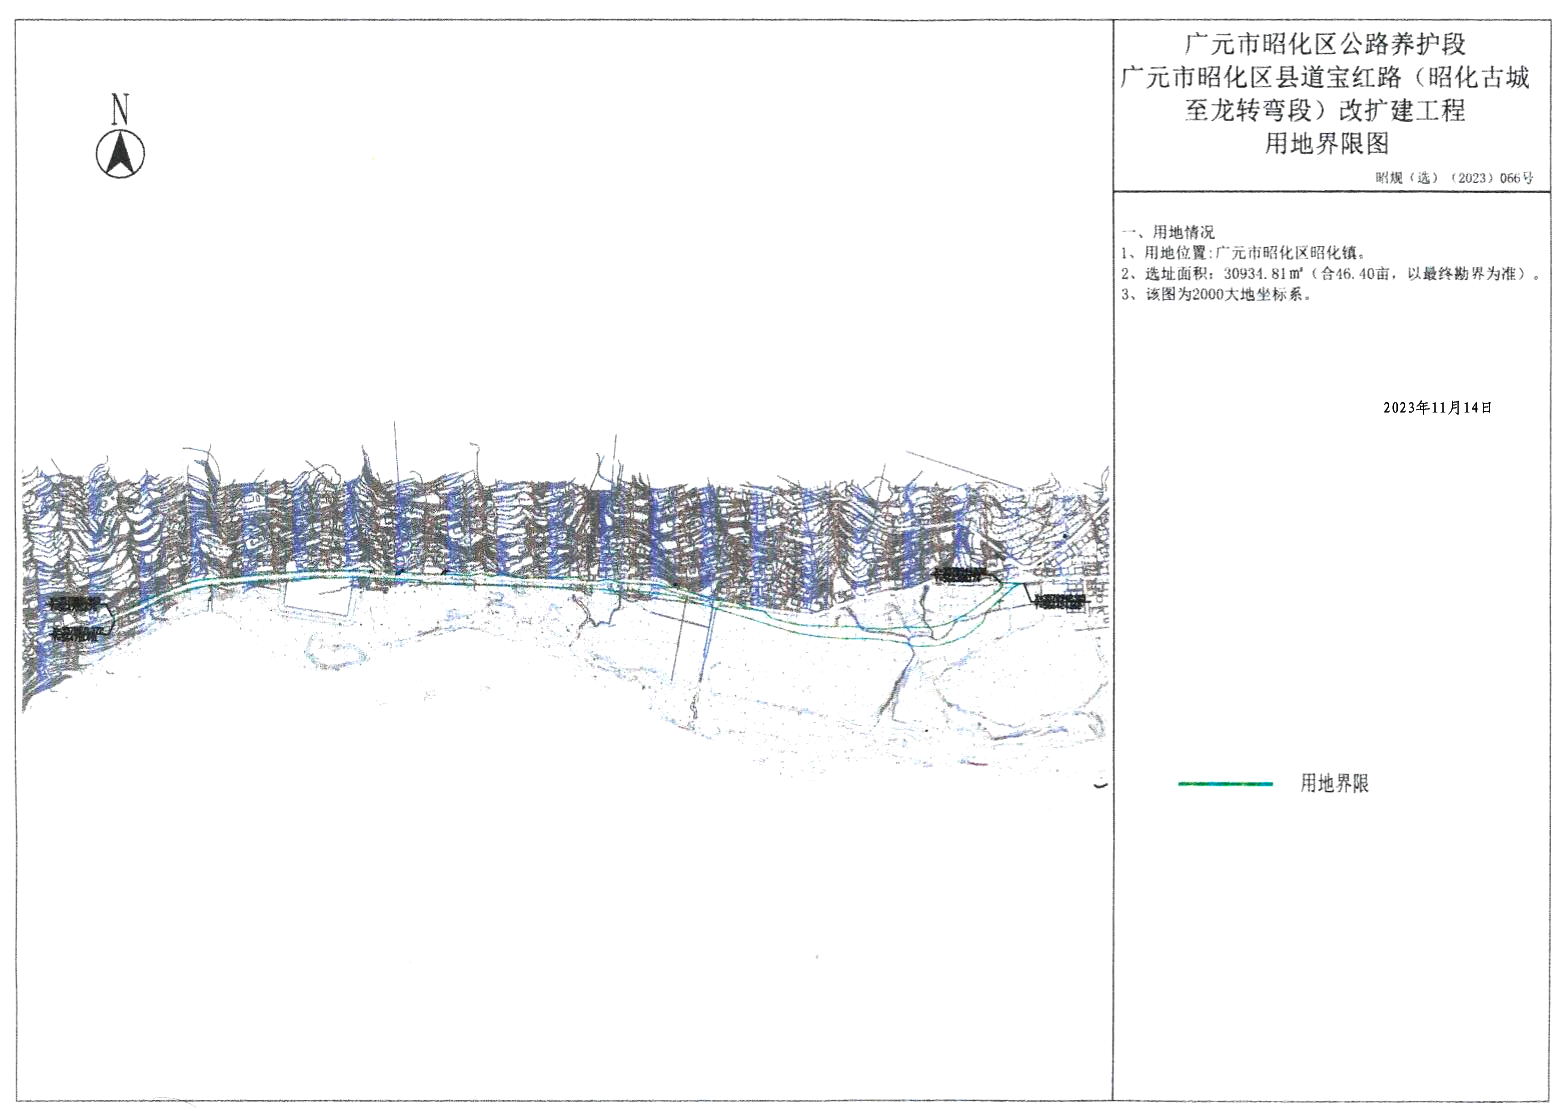 广元市昭化区公路养护段
广元市昭化区县道宝红路（昭化古城
至龙转弯段）改扩建工程
用地界限图
昭规（选）（2023）066号
N
一、用地情况
1、用地位置:广元市昭化区昭化镇。
2、选址面积：30934.81㎡（合46.40亩，以最终勘界为准）。
3、该图为2000大地坐标系。
2023年11月14日
用地界限